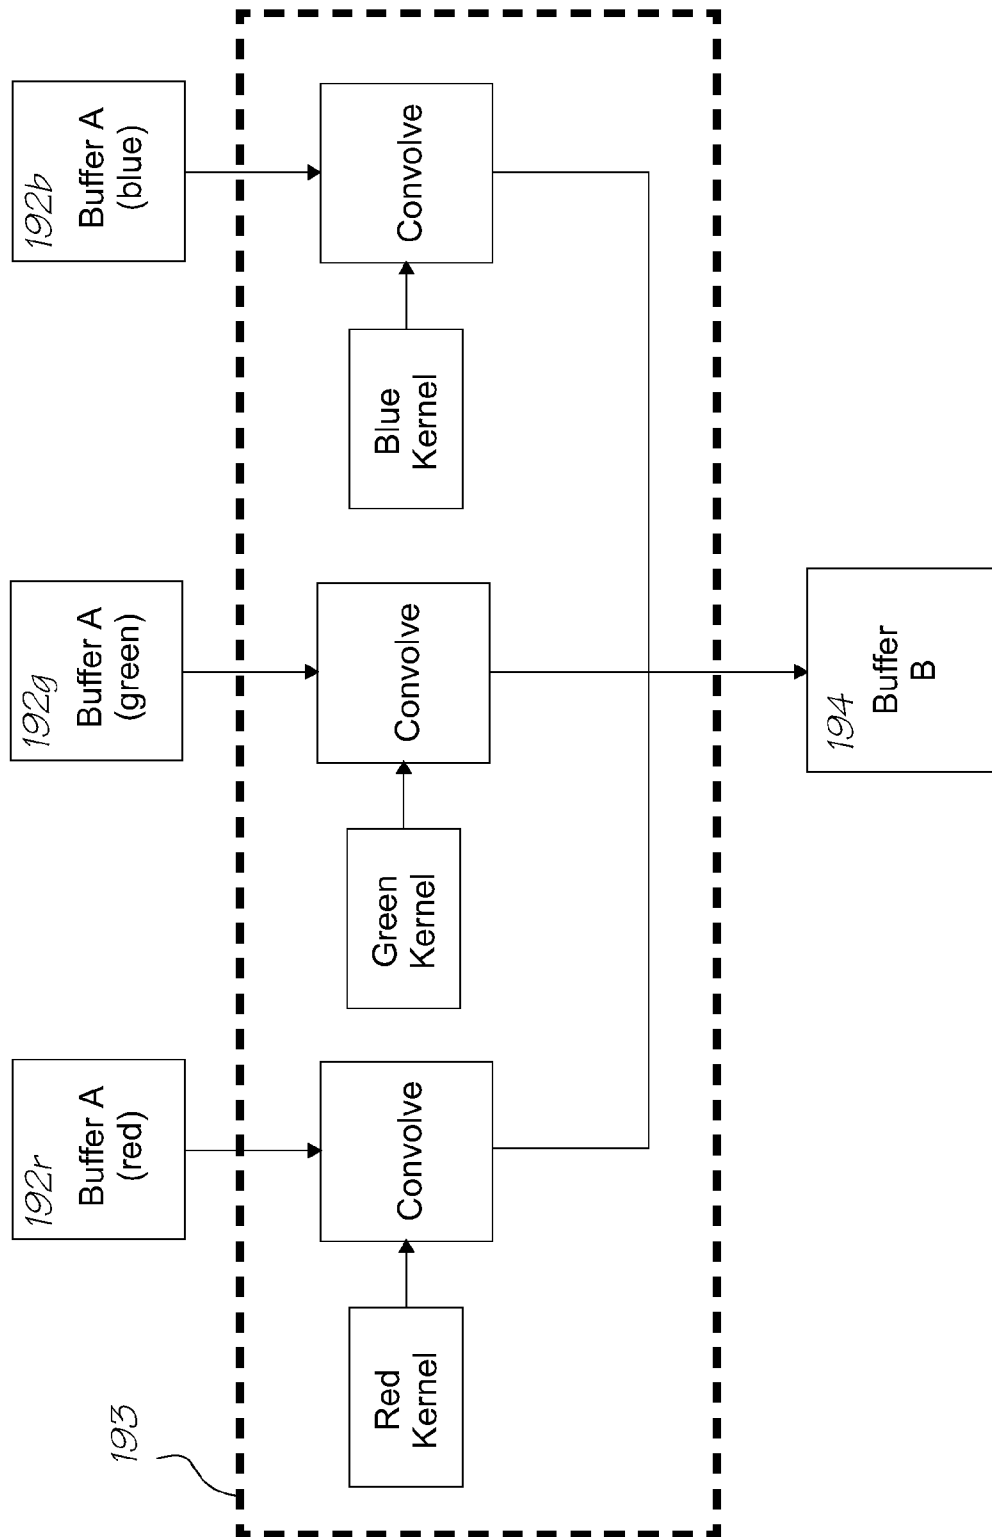 192r
Buffer A
(red)
192g
Buffer A
(green)
192b
Buffer A
(blue)
193
Red
Kernel
Convolve
Green
Kernel
Convolve
Blue
Kernel
Convolve
194
Buffer
B